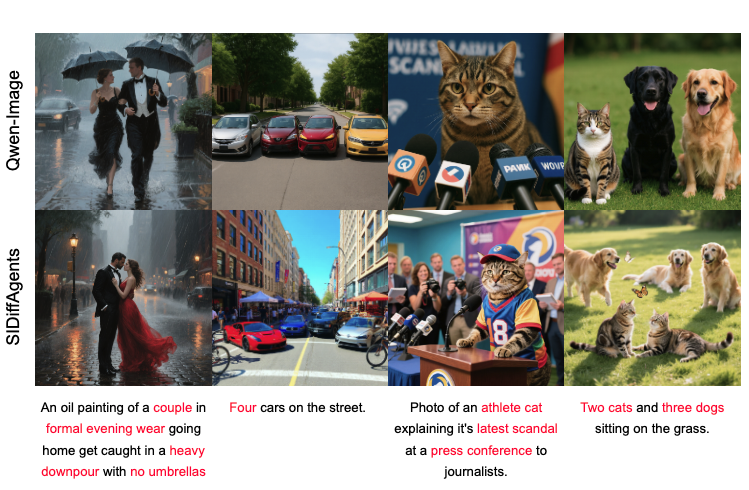 Qwen-Image
SIDiffAgents
SCAN
18
An oil painting of a couple in
formal evening wear going
home get caught in a heavy
downpour with no umbrellas
Four cars on the street.
Photo of an athlete cat
explaining it's latest scandal
at a press conference to
journalists.
Two cats and three dogs
sitting on the grass.